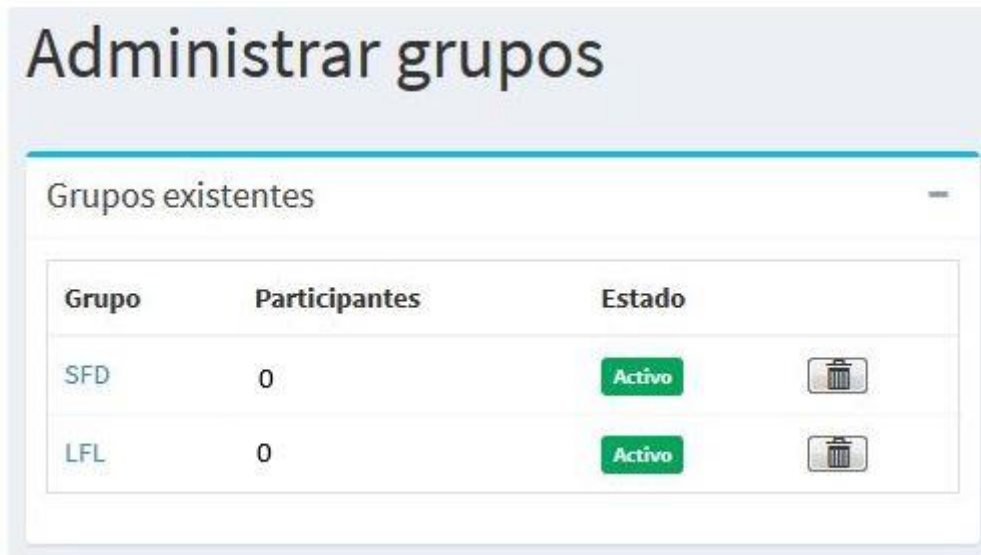 Administrar grupos
Grupos existentes
Grupo Participantes Estado
SFD 0 Activo
LFL 0 Activo